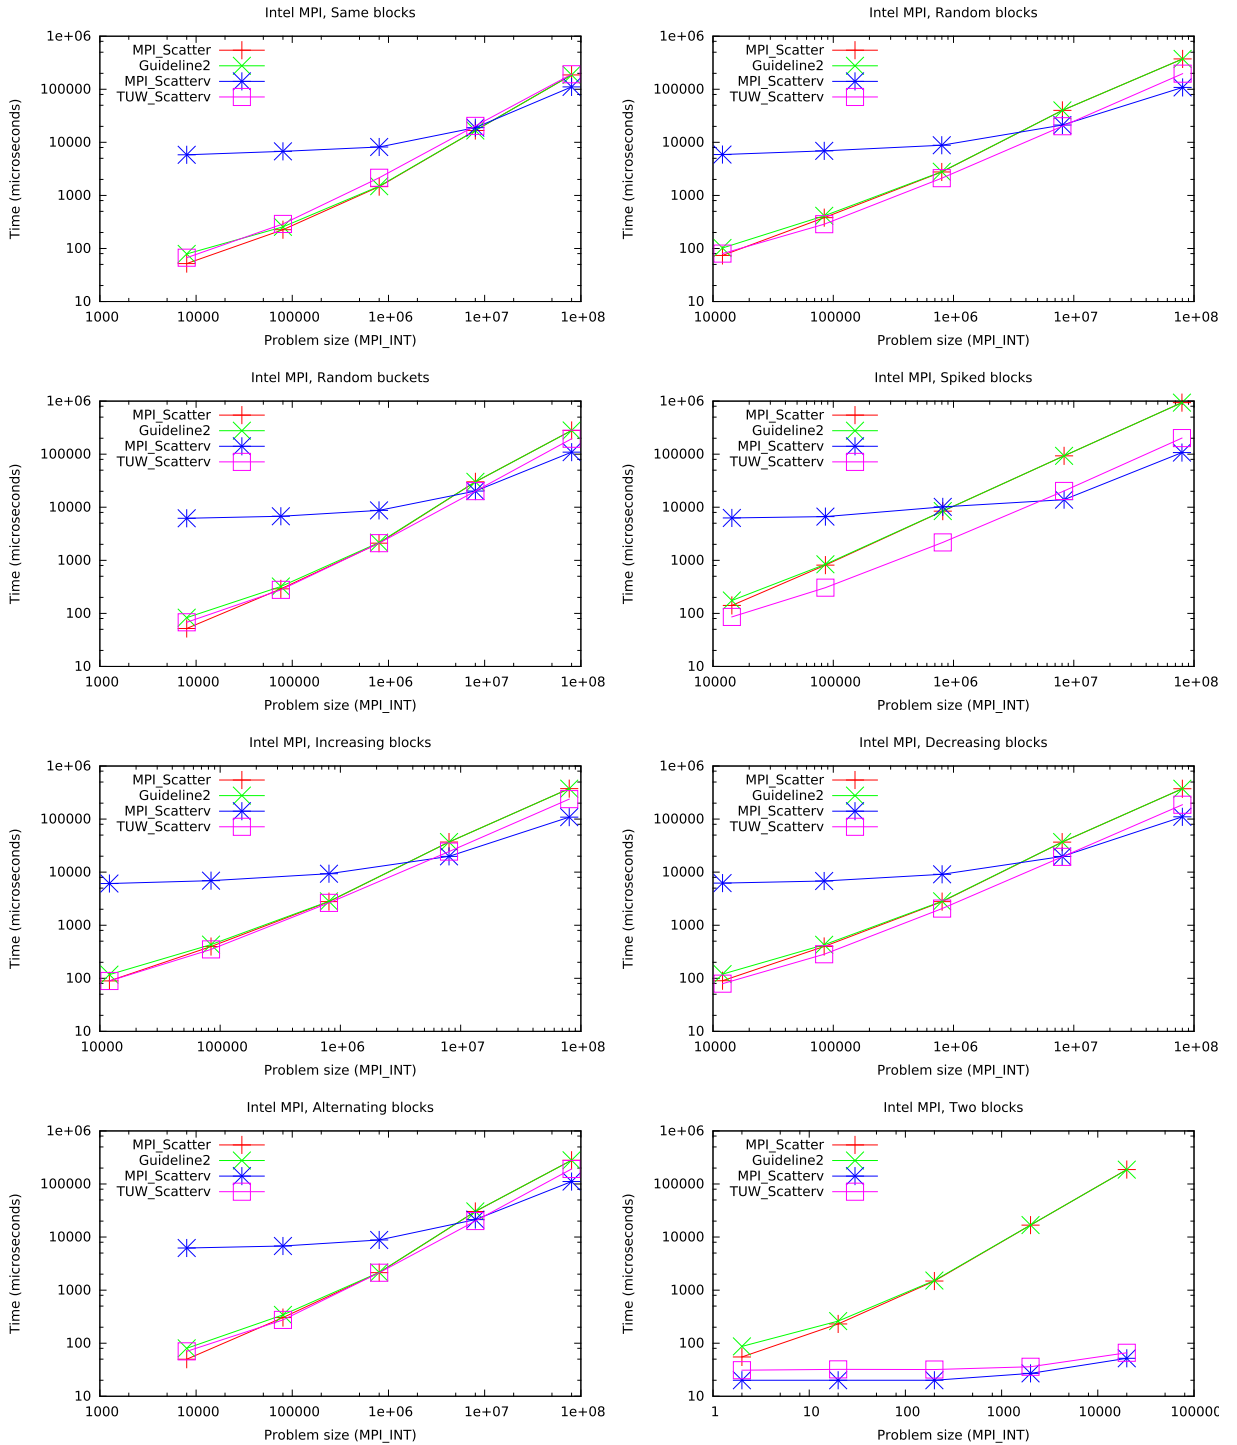 Intel MPI, Same blocks
1e+06
100000
10000
1000
100
10
1000 10000 100000 1e+06 1e+07 1e+08
Time (microseconds)
Problem size (MPI_INT)
MPI_Scatter
Guideline2
MPI_Scatterv
TUW_Scatterv
Intel MPI, Random blocks
1e+06
100000
10000
1000
100
10
10000 100000 1e+06 1e+07 1e+08
Time (microseconds)
Problem size (MPI_INT)
MPI_Scatter
Guideline2
MPI_Scatterv
TUW_Scatterv
Intel MPI, Random buckets
1e+06
100000
10000
1000
100
10
1000 10000 100000 1e+06 1e+07 1e+08
Time (microseconds)
Problem size (MPI_INT)
MPI_Scatter
Guideline2
MPI_Scatterv
TUW_Scatterv
Intel MPI, Spiked blocks
1e+06
100000
10000
1000
100
10
10000 100000 1e+06 1e+07 1e+08
Time (microseconds)
Problem size (MPI_INT)
MPI_Scatter
Guideline2
MPI_Scatterv
TUW_Scatterv
Intel MPI, Increasing blocks
1e+06
100000
10000
1000
100
10
10000 100000 1e+06 1e+07 1e+08
Time (microseconds)
Problem size (MPI_INT)
MPI_Scatter
Guideline2
MPI_Scatterv
TUW_Scatterv
Intel MPI, Decreasing blocks
1e+06
100000
10000
1000
100
10
10000 100000 1e+06 1e+07 1e+08
Time (microseconds)
Problem size (MPI_INT)
MPI_Scatter
Guideline2
MPI_Scatterv
TUW_Scatterv
Intel MPI, Alternating blocks
1e+06
100000
10000
1000
100
10
1000 10000 100000 1e+06 1e+07 1e+08
Time (microseconds)
Problem size (MPI_INT)
MPI_Scatter
Guideline2
MPI_Scatterv
TUW_Scatterv
Intel MPI, Two blocks
1e+06
100000
10000
1000
100
10
1 10 100 1000 10000 100000
Time (microseconds)
Problem size (MPI_INT)
MPI_Scatter
Guideline2
MPI_Scatterv
TUW_Scatterv